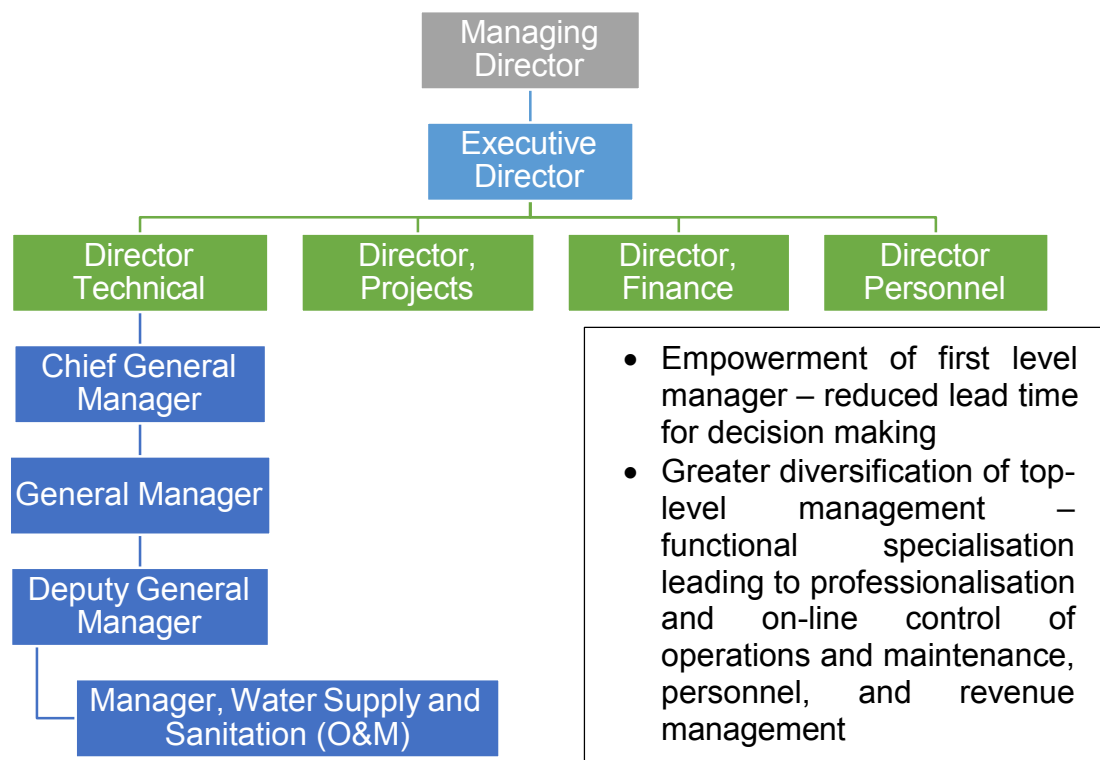 Managing
Director
Executive
Director
Director
Technical
Director,
Projects
Director,
Finance
Director
Personnel
Chief General
Manager
General Manager
Deputy General
Manager
Manager, Water Supply and
Sanitation (O&M)
• Empowerment of first level
manager – reduced lead time
for decision making
• Greater diversification of top-
level management –
functional specialisation
leading to professionalisation
and on-line control of
operations and maintenance,
personnel, and revenue
management